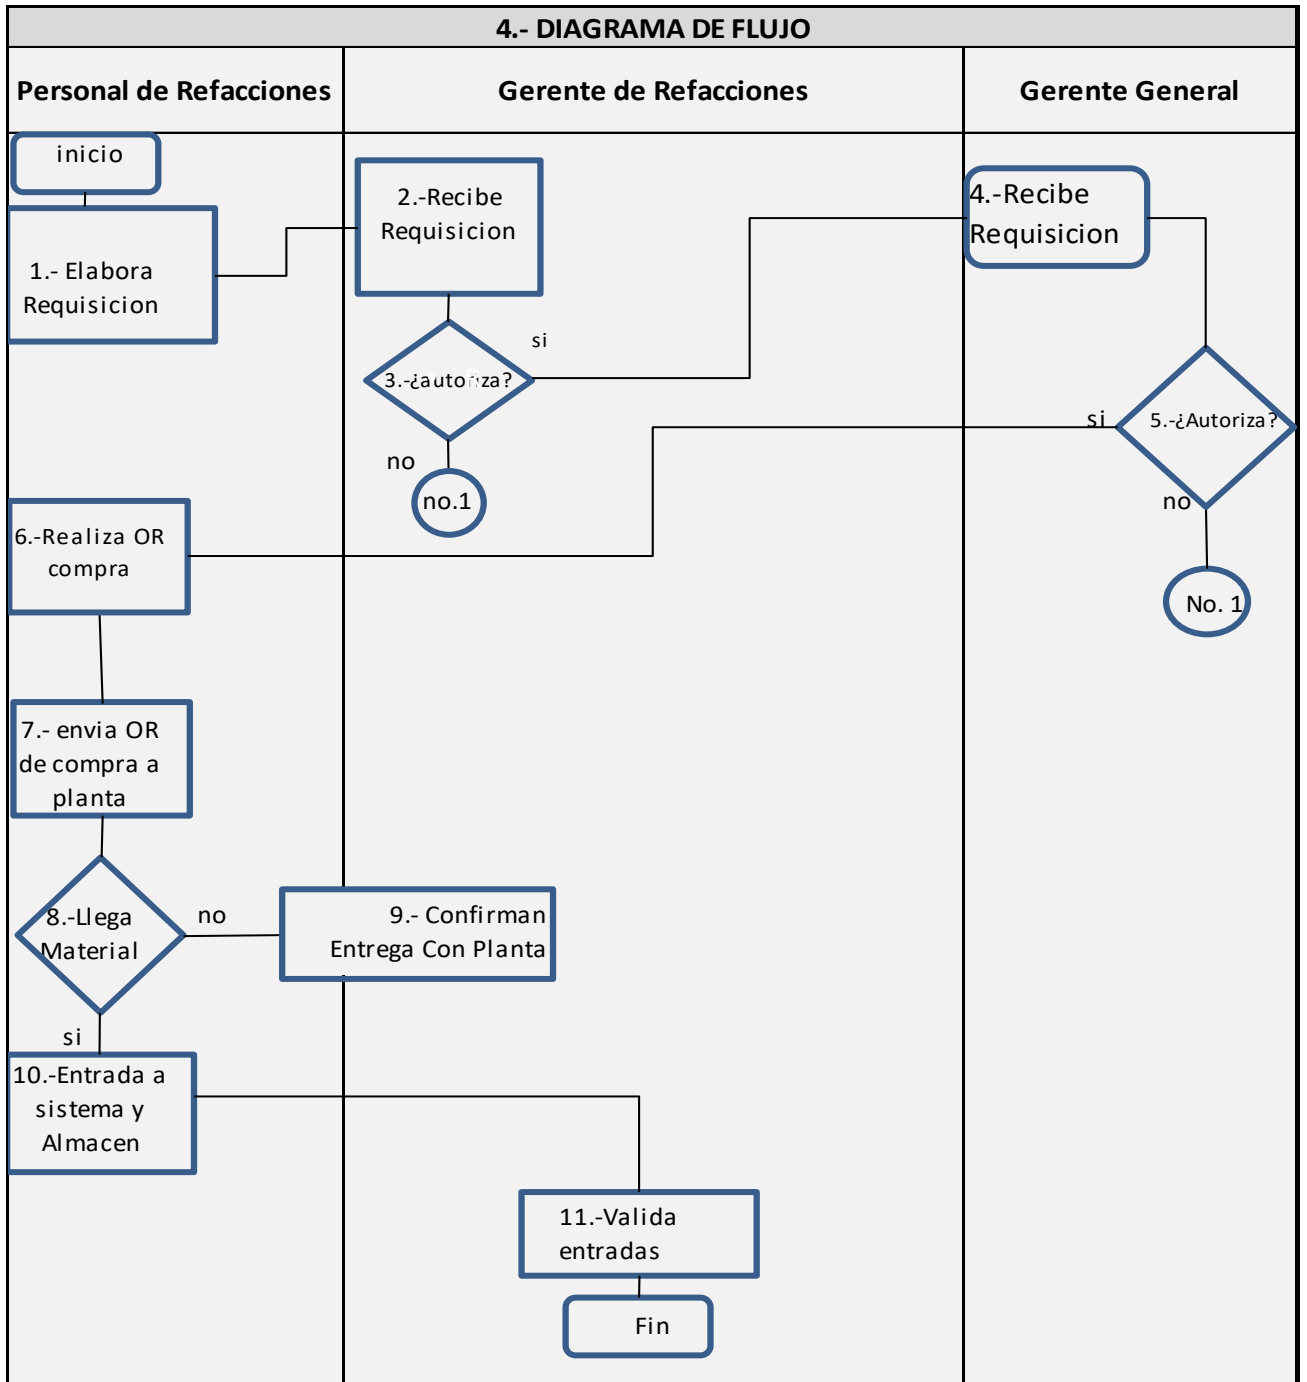 4.- DIAGRAMA DE FLUJO
Personal de Refacciones
Gerente de Refacciones
Gerente General
inicio
1.- Elabora
Requisicion
2.-Recibe
Requisicion
4.-Recibe
Requisicion
si
3.-¿autoriza?
no
no.1
si
5.-¿Autoriza?
no
No. 1
6.-Realiza OR
compra
7.- envia OR
de compra a
planta
8.-Llega
Material
no
9.- Confirman
Entrega Con Planta
si
10.-Entrada a
sistema y
Almacen
11.-Valida
entradas
Fin